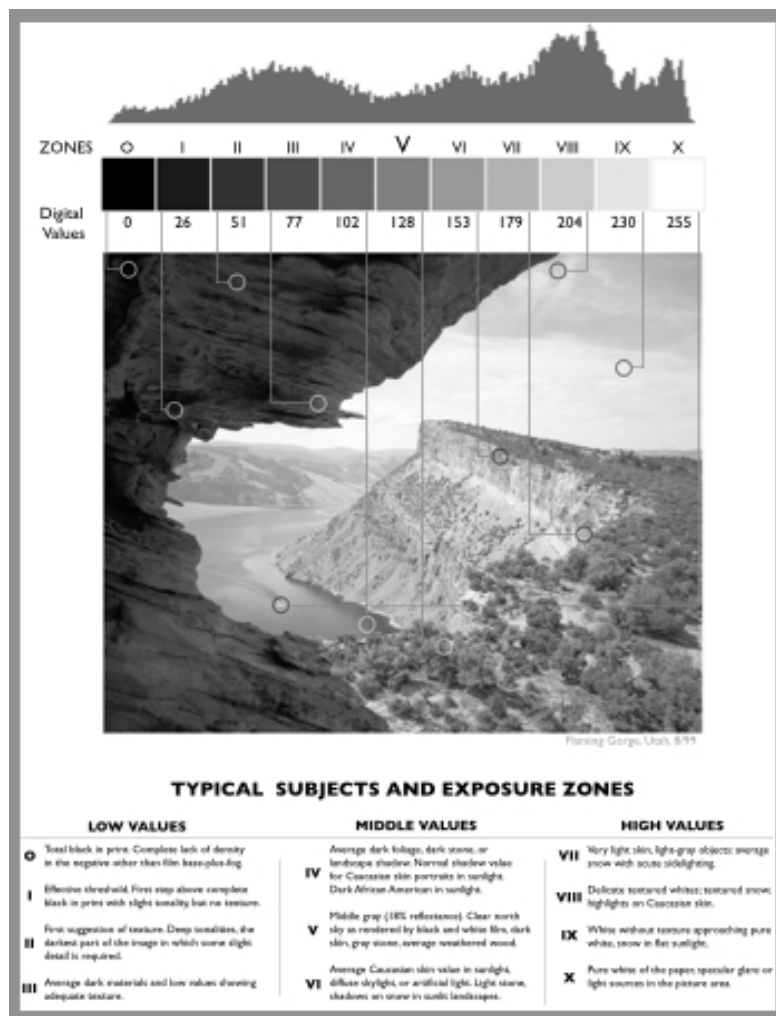 ZONES O I II III IV V VI VII VIII IX X
Digital
Values
0 26 51 77 102 128 153 179 204 230 255
Flaming Gorge, Utah, 8/99
TYPICAL SUBJECTS AND EXPOSURE ZONES
LOW VALUES
O Total black in print. Complete lack of density
in the negative other than film base-plus-fog.
I Effective threshold. First step above complete
black in print with slight tonality, but no texture.
II First suggestion of texture. Deep tonalities, the
darkest part of the image in which some slight
detail is required.
III Average dark materials and low values showing
adequate texture.
MIDDLE VALUES
IV Average dark foliage, dark stone, or
landscape shadow. Normal shadow value
for Caucasian skin portraits in sunlight.
Dark African American in sunlight.
V Middle gray (18% reflectance). Clear north
sky as rendered by black and white film, dark
skin, gray stone, average weathered wood.
VI Average Caucasian skin value in sunlight,
diffuse skylight, or artificial light. Light stone,
shadows on snow in sunlit landscapes.
HIGH VALUES
VII Very light skin, light-gray objects; average
snow with acute sidelighting.
VIII Delicate textured whites; textured snow;
highlights on Caucasian skin.
IX White without texture approaching pure
white, snow in flat sunlight.
X Pure white of the paper; specular glare or
light sources in the picture area.